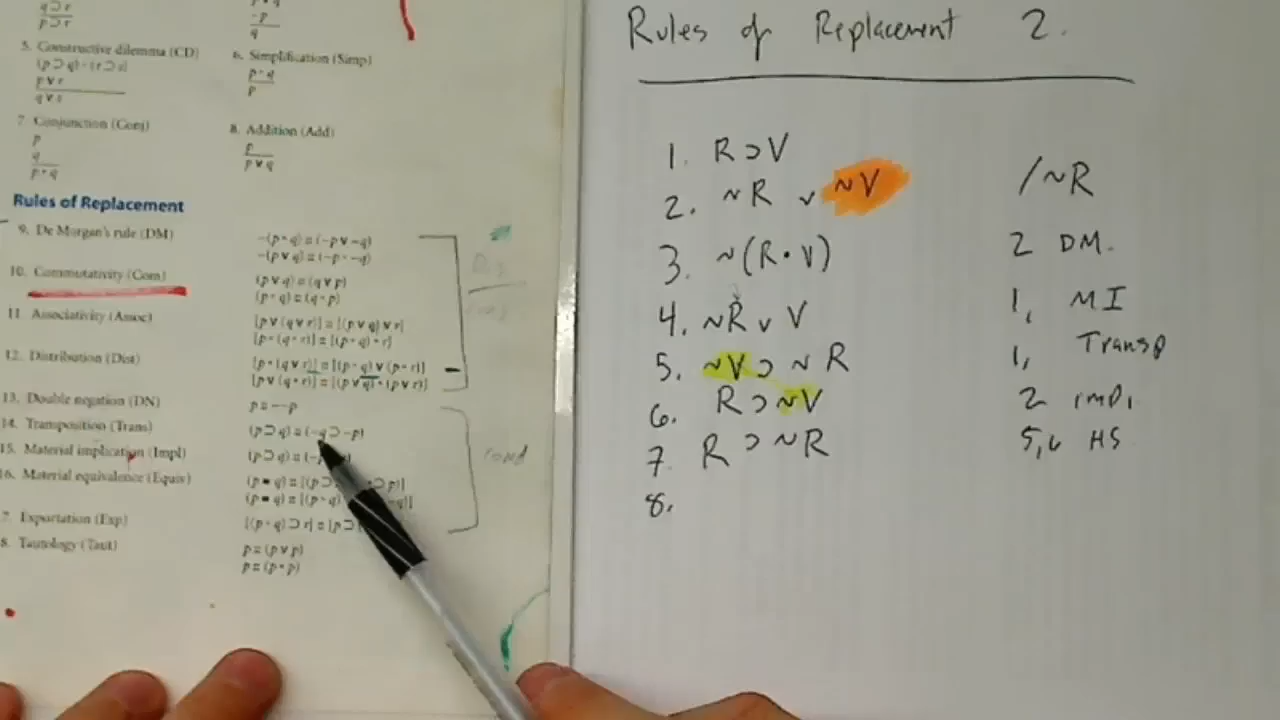 q ⊃ r
p ⊃ r
~p
q
5. Constructive dilemma (CD)
(p ⊃ q) • (r ⊃ s)
p ∨ r
q ∨ s
6. Simplification (Simp)
p • q
p
7. Conjunction (Conj)
p
q
p • q
8. Addition (Add)
p
p ∨ q
Rules of Replacement
9. De Morgan's rule (DM)
~(p • q) ≡ (~p ∨ ~q)
~(p ∨ q) ≡ (~p • ~q)
10. Commutativity (Com)
(p ∨ q) ≡ (q ∨ p)
(p • q) ≡ (q • p)
11. Associativity (Assoc)
[p ∨ (q ∨ r)] ≡ [(p ∨ q) ∨ r]
[p • (q • r)] ≡ [(p • q) • r]
12. Distribution (Dist)
[p • (q ∨ r)] ≡ [(p • q) ∨ (p • r)]
[p ∨ (q • r)] ≡ [(p ∨ q) • (p ∨ r)]
13. Double negation (DN)
p ≡ ~~p
14. Transposition (Trans)
(p ⊃ q) ≡ (~q ⊃ ~p)
15. Material implication (Impl)
(p ⊃ q) ≡ (~p
16. Material equivalence (Equiv)
(p ≡ q) ≡ [(p ⊃ ⊃ p)]
(p ≡ q) ≡ [(p • q) ~q)]
7. Exportation (Exp)
[(p • q) ⊃ r] ≡ [p ⊃
8. Tautology (Taut)
p ≡ (p ∨ p)
p ≡ (p • p)
cond
Rules of Replacement 2.
1. R ⊃ V
2. ~R ∨ ~V /~R
3. ~(R • V) 2 DM.
4. ~R ∨ V 1, MI
5. ~V ⊃ ~R 1, Transp
6. R ⊃ ~V 2 impl
7. R ⊃ ~R 5,6 HS
8.